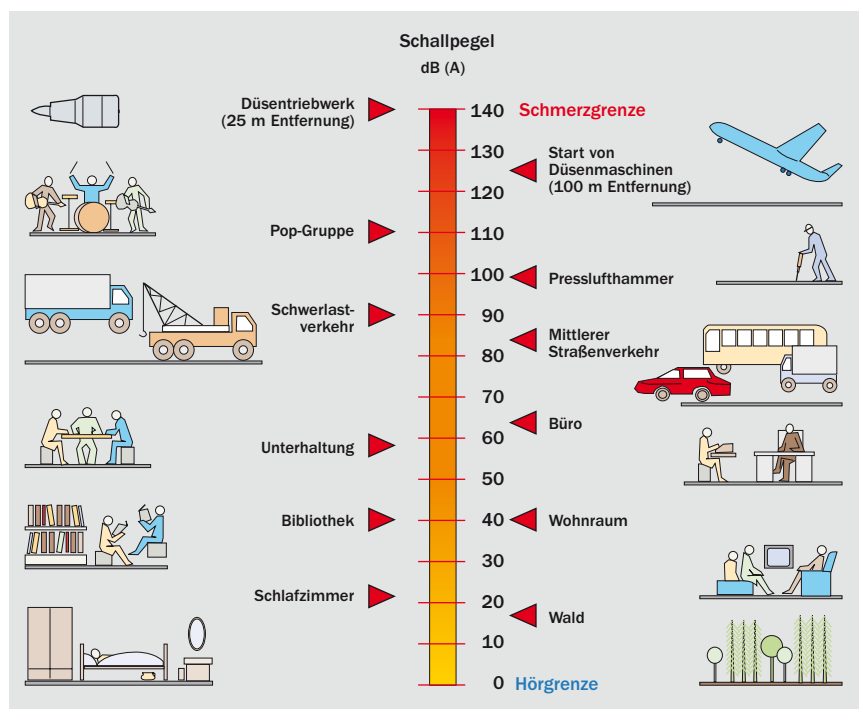 Schallpegel
dB (A)
Düsentriebwerk
(25 m Entfernung)
140
Schmerzgrenze
130
Start von
Düsenmaschinen
(100 m Entfernung)
120
Pop-Gruppe
110
100
Presslufthammer
Schwerlast-
verkehr
90
Mittlerer
Straßenverkehr
80
70
Büro
60
Unterhaltung
50
Bibliothek
40
Wohnraum
30
Schlafzimmer
20
Wald
10
0
Hörgrenze